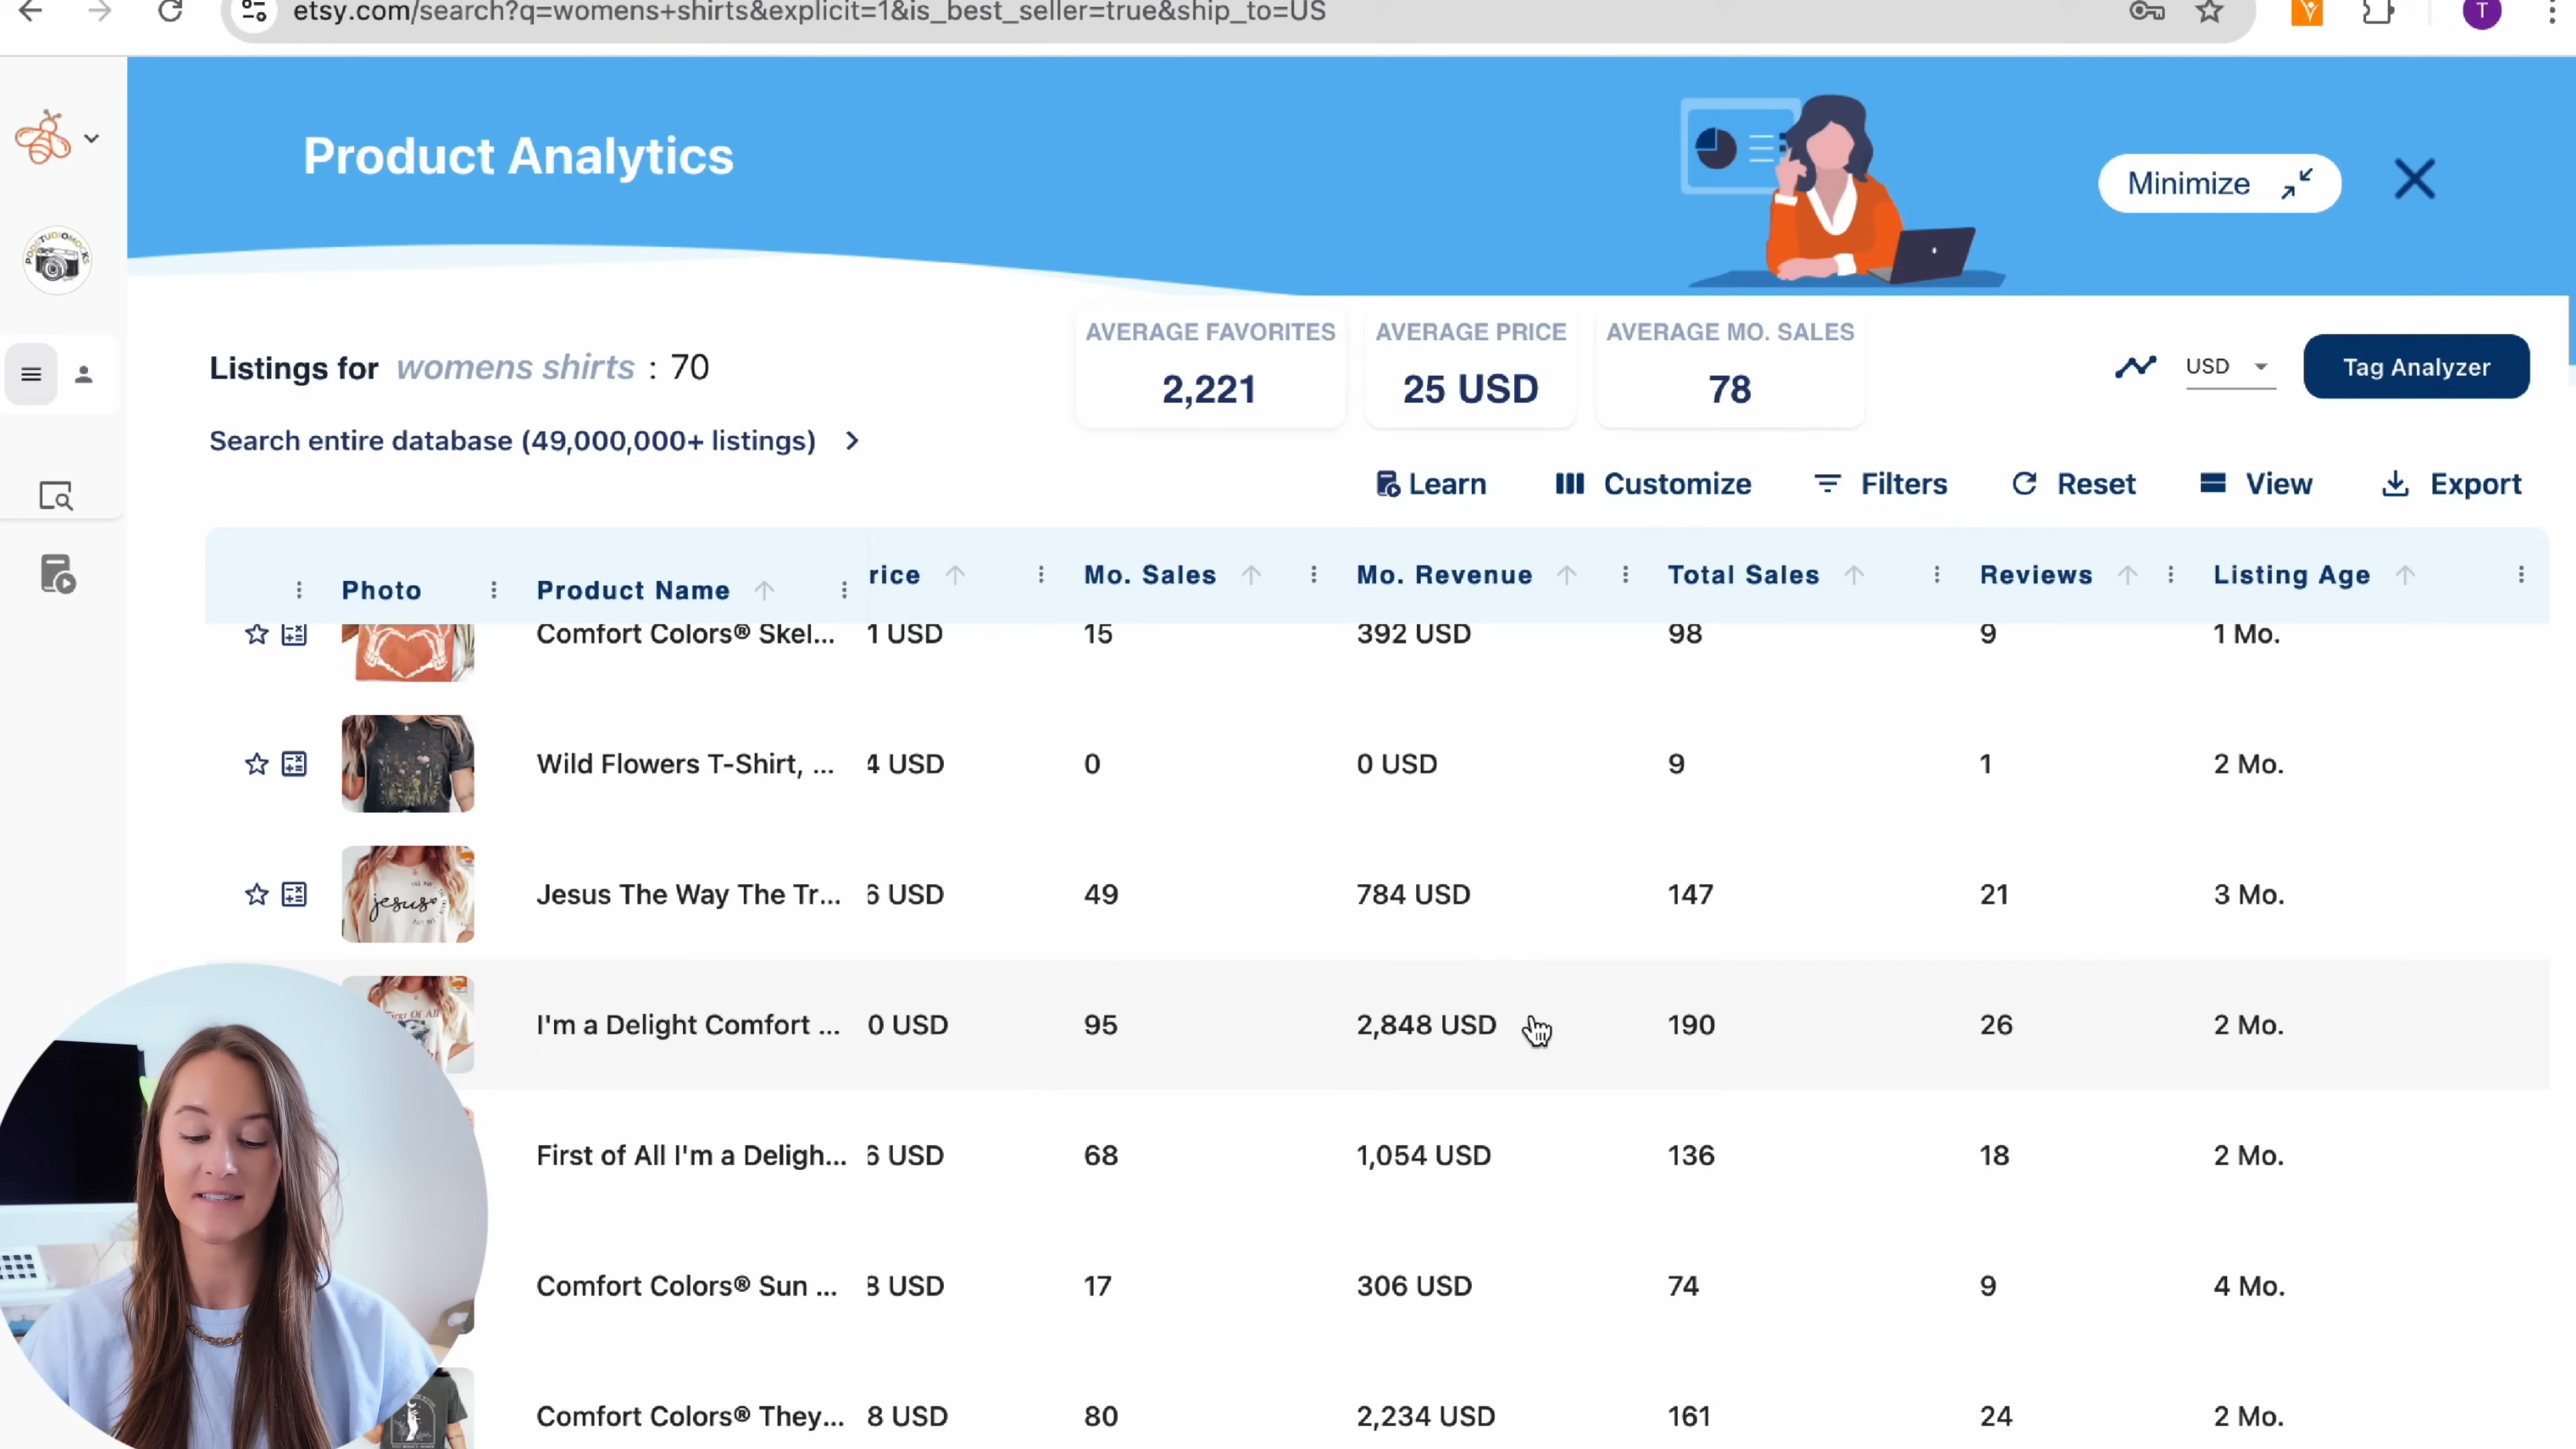 etsy.com/search?q=womens+shirts&explicit=1&is_best_seller=true&ship_to=US
T
Product Analytics
Minimize
PODSTUDIOMOCKS
Listings for womens shirts : 70
AVERAGE FAVORITES
2,221
AVERAGE PRICE
25 USD
AVERAGE MO. SALES
78
USD
Tag Analyzer
Search entire database (49,000,000+ listings)
Learn Customize Filters Reset View Export
Photo Product Name rice Mo. Sales Mo. Revenue Total Sales Reviews Listing Age
Comfort Colors® Skel... 1 USD 15 392 USD 98 9 1 Mo.
Wild Flowers T-Shirt, ... 4 USD 0 0 USD 9 1 2 Mo.
jesus
Jesus The Way The Tr... 6 USD 49 784 USD 147 21 3 Mo.
First Of All
I'm a Delight Comfort ... 0 USD 95 2,848 USD 190 26 2 Mo.
First of All I'm a Deligh... 6 USD 68 1,054 USD 136 18 2 Mo.
Comfort Colors® Sun ... 8 USD 17 306 USD 74 9 4 Mo.
Comfort Colors® They... 8 USD 80 2,234 USD 161 24 2 Mo.